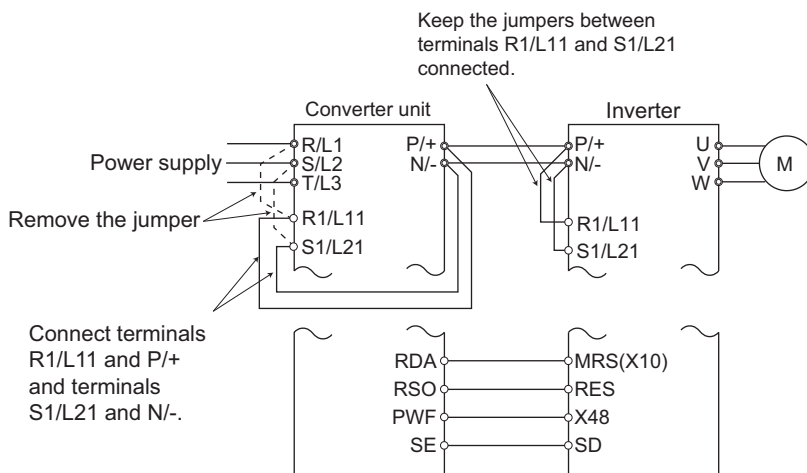 Keep the jumpers between
terminals R1/L11 and S1/L21
connected.
Converter unit
Inverter
R/L1
P/+
P/+
U
Power supply
S/L2
N/-
N/-
V
M
T/L3
W
Remove the jumper
R1/L11
R1/L11
S1/L21
S1/L21
Connect terminals
R1/L11 and P/+
and terminals
S1/L21 and N/-.
RDA
MRS(X10)
RSO
RES
PWF
X48
SE
SD